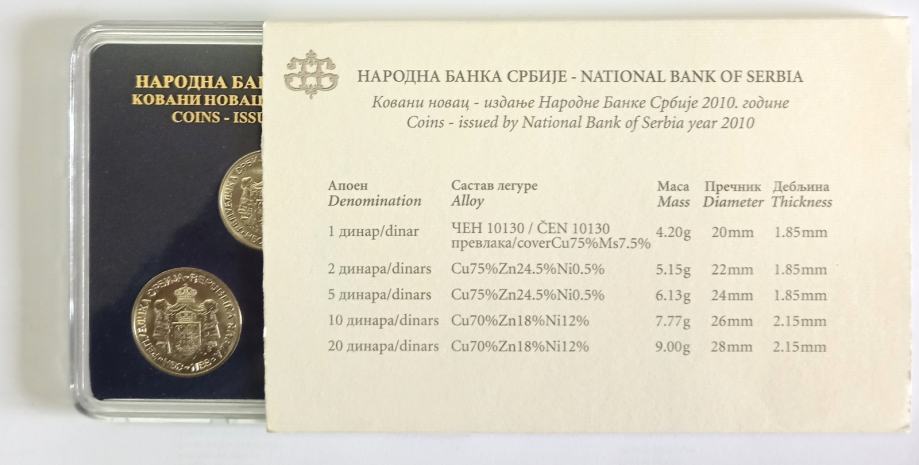 НАРОДНА
КОВАНИ НОВАЦ
COINS -
НАРОДНА БАНКА СРБИЈЕ - NATIONAL BANK OF SERBIA
Ковани новац - издање Народне Банке Србије 2010. године
Coins - issued by National Bank of Serbia year 2010
Апоен Састав легуре Маса Пречник Дебљина
Denomination Alloy Mass Diameter Thickness
1 динар/dinar ЧЕН 10130 / ČEN 10130 4.20g 20mm 1.85mm
превлака/coverCu75%Ms7.5%
2 динара/dinars Cu75%Zn24.5%Ni0.5% 5.15g 22mm 1.85mm
5 динара/dinars Cu75%Zn24.5%Ni0.5% 6.13g 24mm 1.85mm
10 динара/dinars Cu70%Zn18%Ni12% 7.77g 26mm 2.15mm
20 динара/dinars Cu70%Zn18%Ni12% 9.00g 28mm 2.15mm